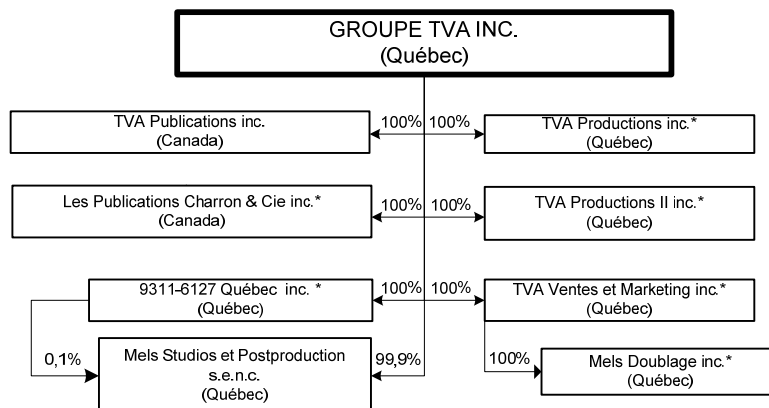 GROUPE TVA INC.
(Québec)
TVA Publications inc.
(Canada)
100%
100%
TVA Productions inc.*
(Québec)
Les Publications Charron & Cie inc.*
(Canada)
100%
100%
TVA Productions II inc.*
(Québec)
9311-6127 Québec inc. *
(Québec)
100%
100%
TVA Ventes et Marketing inc.*
(Québec)
0,1%
Mels Studios et Postproduction
s.e.n.c.
(Québec)
99,9%
100%
Mels Doublage inc.*
(Québec)